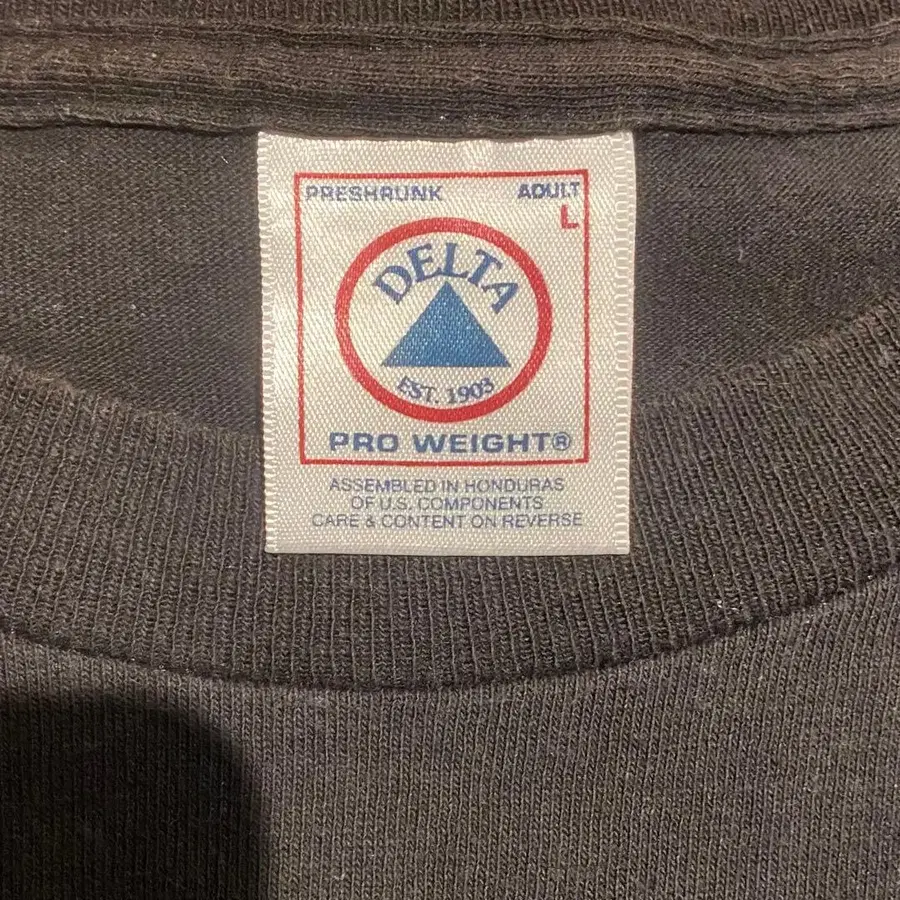 PRESHRUNK ADULT
L
DELTA
EST. 1903
PRO WEIGHT®
ASSEMBLED IN HONDURAS
OF U.S. COMPONENTS
CARE & CONTENT ON REVERSE